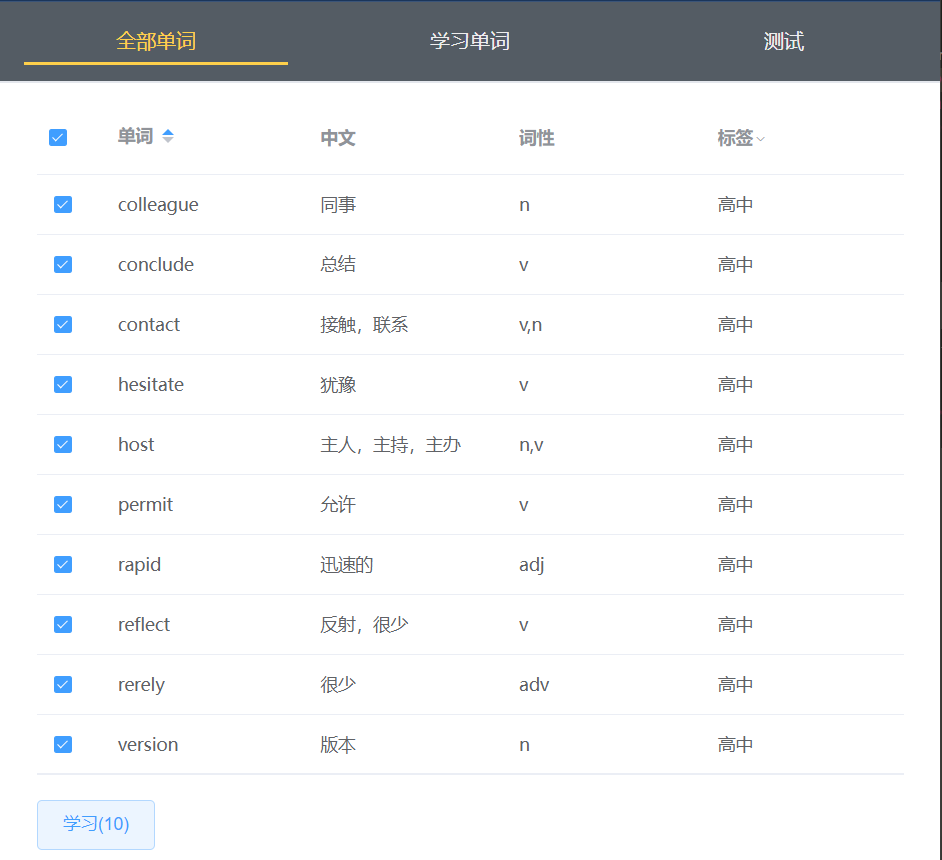 全部单词 学习单词 测试
单词 中文 词性 标签
colleague 同事 n 高中
conclude 总结 v 高中
contact 接触，联系 v,n 高中
hesitate 犹豫 v 高中
host 主人，主持，主办 n,v 高中
permit 允许 v 高中
rapid 迅速的 adj 高中
reflect 反射，很少 v 高中
rerely 很少 adv 高中
version 版本 n 高中
学习(10)